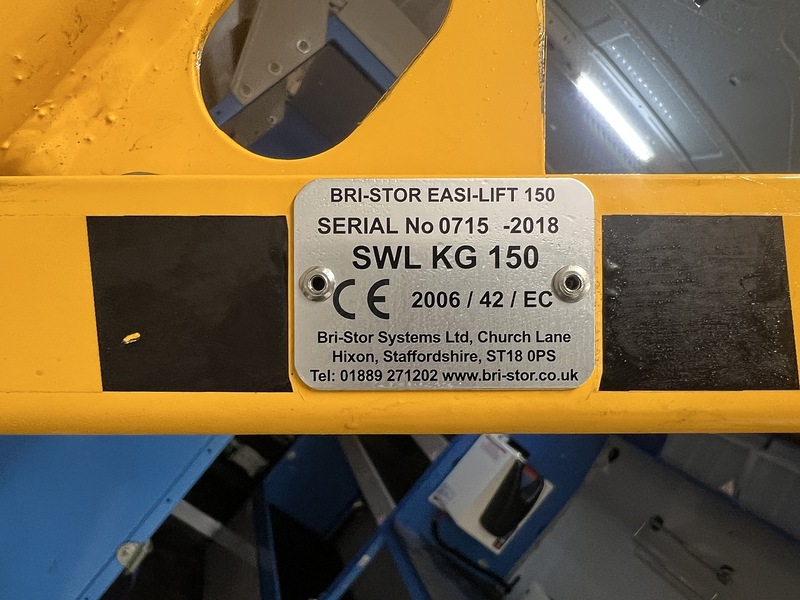 BRI-STOR EASI-LIFT 150
SERIAL No 0715 -2018
SWL KG 150
CE 2006 / 42 / EC
Bri-Stor Systems Ltd, Church Lane
Hixon, Staffordshire, ST18 0PS
Tel: 01889 271202 www.bri-stor.co.uk